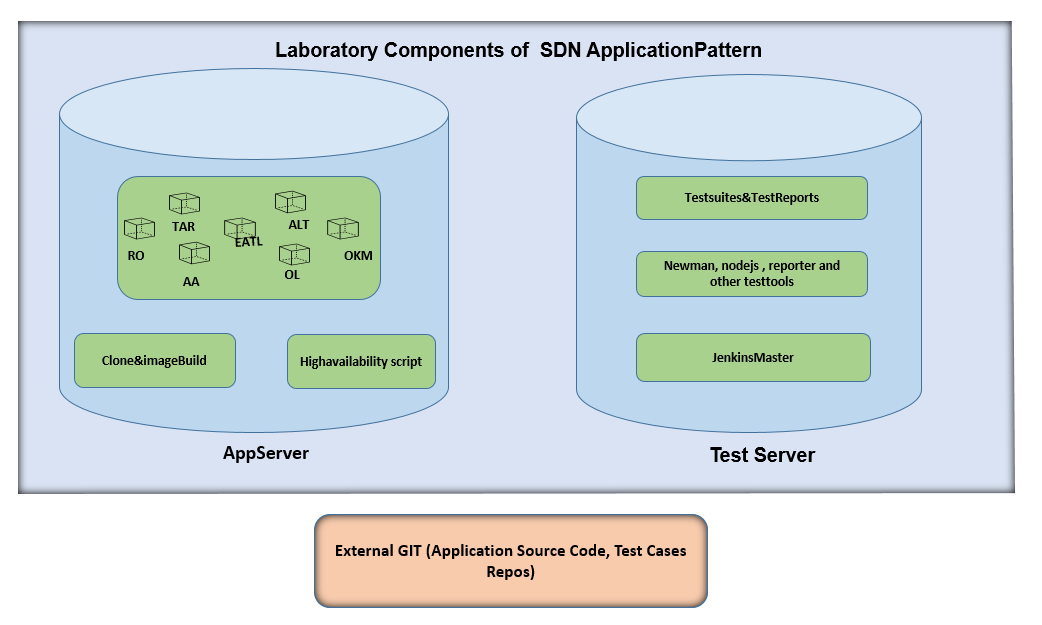 Laboratory Components of SDN ApplicationPattern
TAR
ALT
RO
EATL
OKM
AA
OL
Clone&imageBuild
Highavailability script
AppServer
Testsuites&TestReports
Newman, nodejs , reporter and
other testtools
JenkinsMaster
Test Server
External GIT (Application Source Code, Test Cases
Repos)